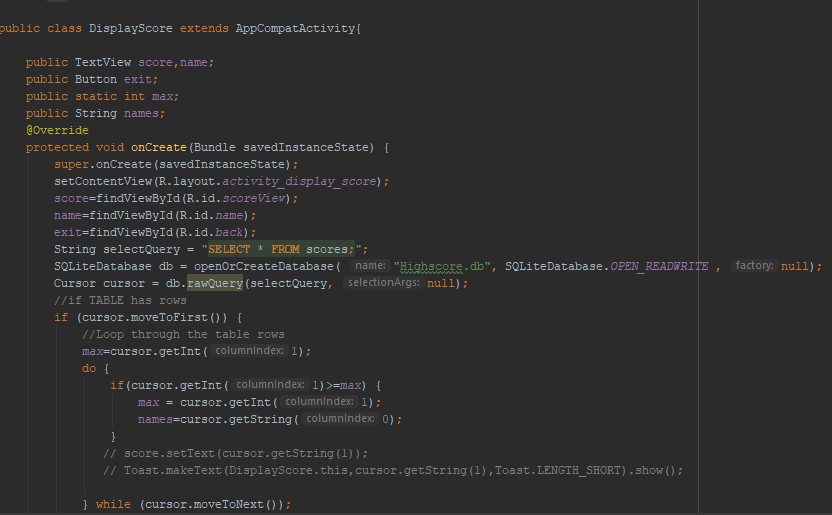 public class DisplayScore extends AppCompatActivity{
public TextView score,name;
public Button exit;
public static int max;
public String names;
@Override
protected void onCreate(Bundle savedInstanceState) {
super.onCreate(savedInstanceState);
setContentView(R.layout.activity_display_score);
score=findViewById(R.id.scoreView);
name=findViewById(R.id.name);
exit=findViewById(R.id.back);
String selectQuery = "SELECT * FROM scores;";
SQLiteDatabase db = openOrCreateDatabase( name: "Highscore.db", SQLiteDatabase.OPEN_READWRITE , factory: null);
Cursor cursor = db.rawQuery(selectQuery, selectionArgs: null);
//if TABLE has rows
if (cursor.moveToFirst()) {
//Loop through the table rows
max=cursor.getInt( columnIndex: 1);
do {
if(cursor.getInt( columnIndex: 1)>=max) {
max = cursor.getInt( columnIndex: 1);
names=cursor.getString( columnIndex: 0);
}
// score.setText(cursor.getString(1));
// Toast.makeText(DisplayScore.this,cursor.getString(1),Toast.LENGTH_SHORT).show();
} while (cursor.moveToNext());